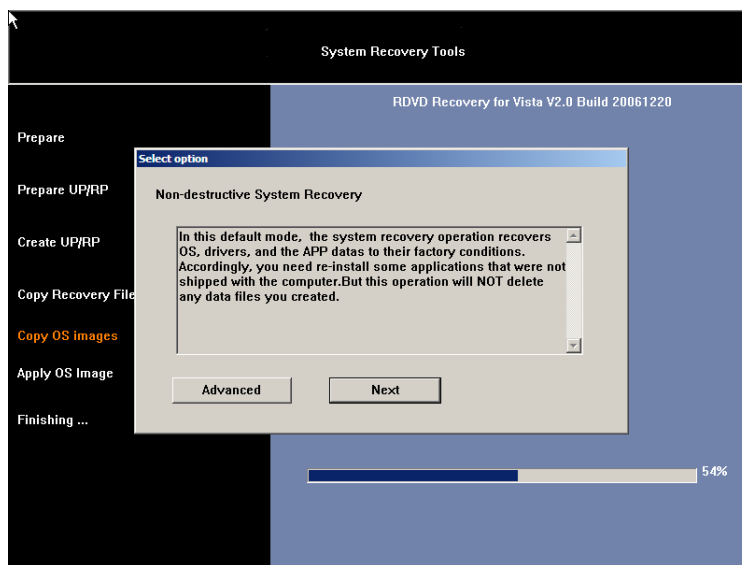 System Recovery Tools
RDVD Recovery for Vista V2.0 Build 20061220
Prepare
Select option
Prepare UP/RP
Non-destructive System Recovery
Create UP/RP
In this default mode,  the system recovery operation recovers
OS, drivers, and the APP datas to their factory conditions.
Accordingly, you need re-install some applications that were not
shipped with the computer.But this operation will NOT delete
any data files you created.
Copy Recovery File
Copy OS images
Apply OS Image
Advanced
Next
Finishing ...
54%